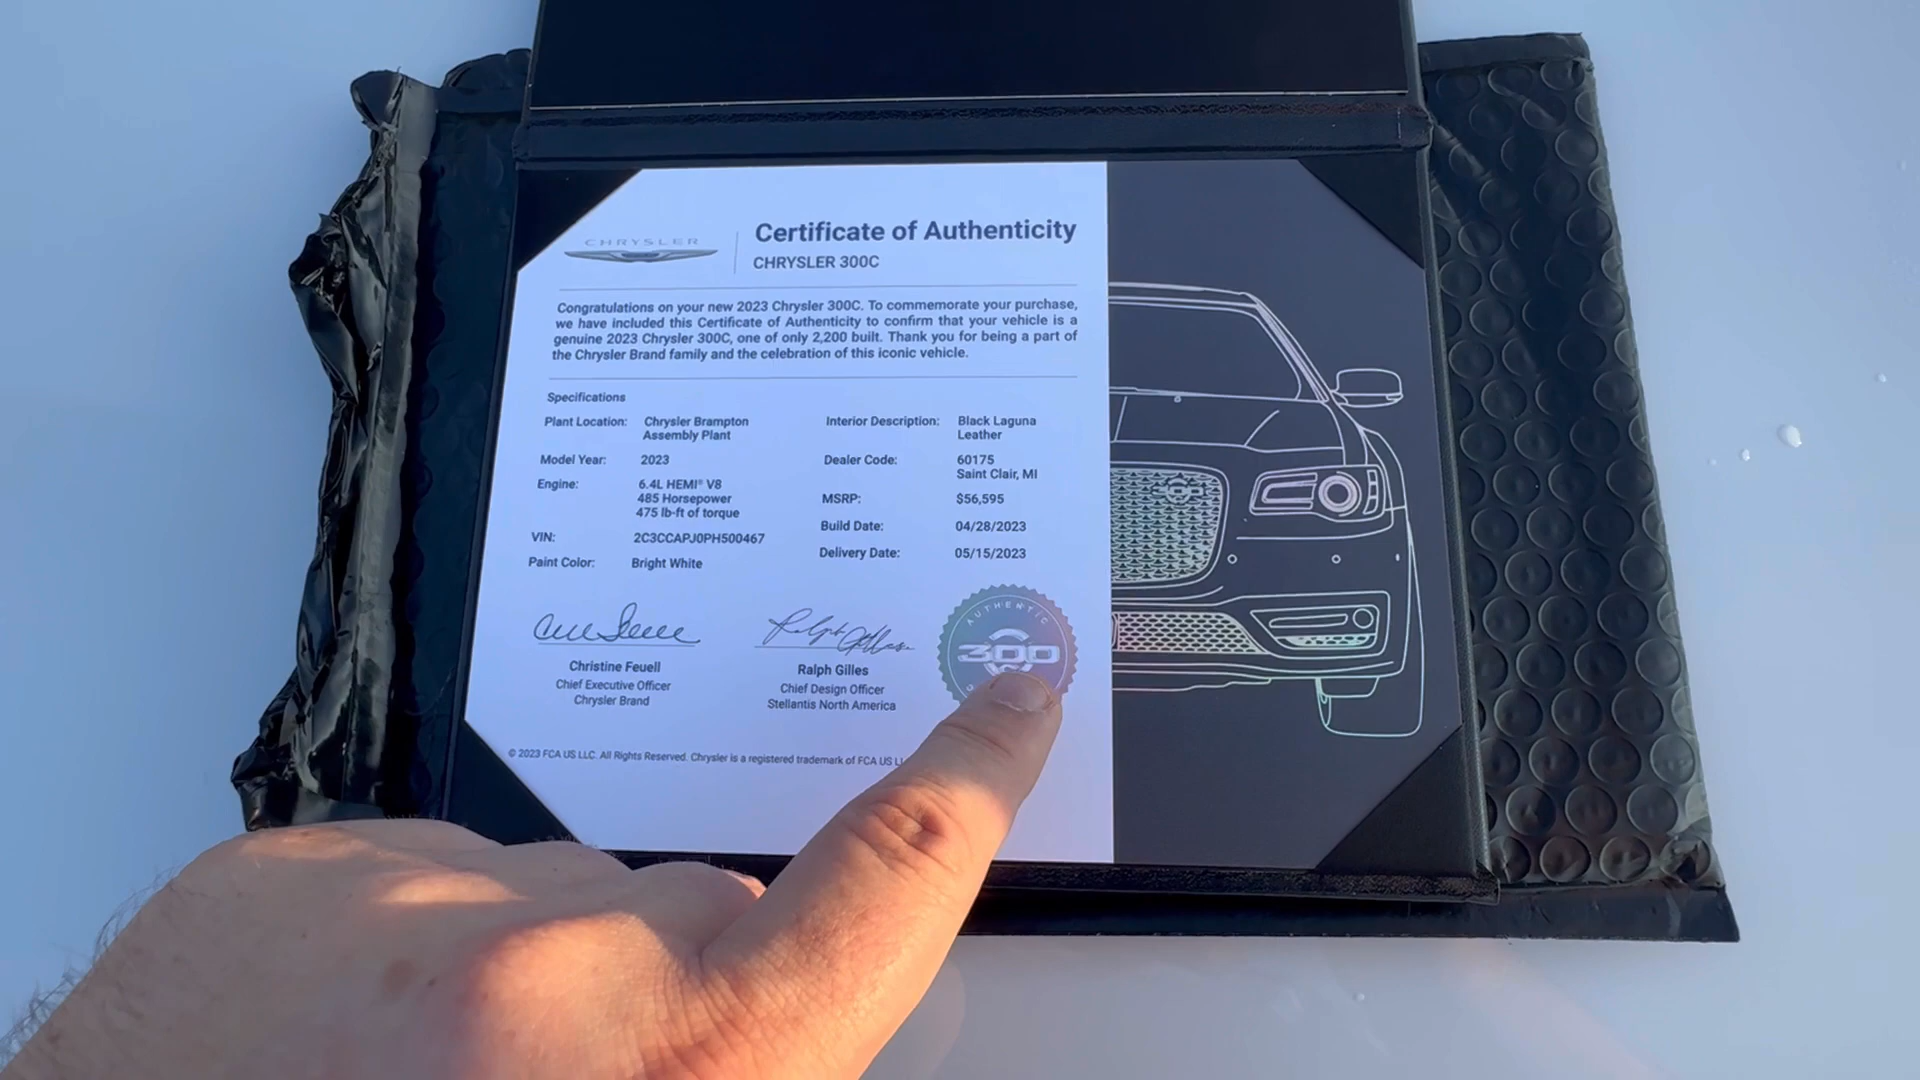 CHRYSLER
Certificate of Authenticity
CHRYSLER 300C
Congratulations on your new 2023 Chrysler 300C. To commemorate your purchase,
we have included this Certificate of Authenticity to confirm that your vehicle is a
genuine 2023 Chrysler 300C, one of only 2,200 built. Thank you for being a part of
the Chrysler Brand family and the celebration of this iconic vehicle.
Specifications
Plant Location: Chrysler Brampton
Assembly Plant
Model Year: 2023
Engine: 6.4L HEMI® V8
485 Horsepower
475 lb-ft of torque
VIN: 2C3CCAPJ0PH500467
Paint Color: Bright White
Interior Description: Black Laguna
Leather
Dealer Code: 60175
Saint Clair, MI
MSRP: $56,595
Build Date: 04/28/2023
Delivery Date: 05/15/2023
Christine Feuell
Chief Executive Officer
Chrysler Brand
Ralph Gilles
Ralph Gilles
Chief Design Officer
Stellantis North America
AUTHENTIC
300
© 2023 FCA US LLC. All Rights Reserved. Chrysler is a registered trademark of FCA US
300